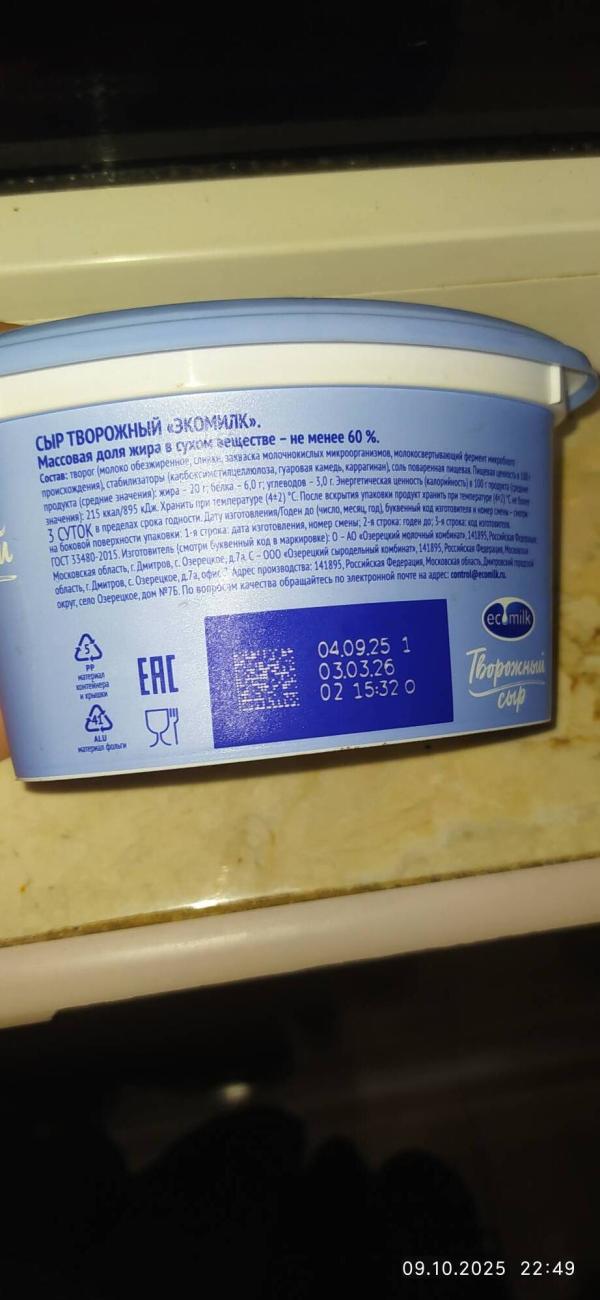 СЫР ТВОРОЖНЫЙ «ЭКОМИЛК».
Массовая доля жира в сухом веществе – не менее 60 %.
Состав: творог (молоко обезжиренное, сливки, закваска молочнокислых микроорганизмов, молокосвертывающий фермент микробного
происхождения), стабилизаторы (карбоксиметилцеллюлоза, гуаровая камедь, каррагинан), соль поваренная пищевая. Пищевая ценность в 100 г
продукта (средние значения): жира – 20 г; белка – 6,0 г; углеводов – 3,0 г. Энергетическая ценность (калорийность) в 100 г продукта (средние
значения): 215 ккал/895 кДж. Хранить при температуре (4±2) °С. После вскрытия упаковки продукт хранить при температуре (4±2) °С не более
3 СУТОК в пределах срока годности. Дату изготовления/Годен до (число, месяц, год), буквенный код изготовителя и номер смены – смотри
на боковой поверхности упаковки: 1-я строка: дата изготовления, номер смены; 2-я строка: годен до; 3-я строка: код изготовителя.
ГОСТ 33480-2015. Изготовитель (смотри буквенный код в маркировке): О – АО «Озерецкий молочный комбинат», 141895, Российская Федерация,
Московская область, г. Дмитров, с. Озерецкое, д.7а, С – ООО «Озерецкий сыродельный комбинат», 141895, Российская Федерация, Московская
область, г. Дмитров, с. Озерецкое, д.7а, офис Адрес производства: 141895, Российская Федерация, Московская область, Дмитровский городской
округ, село Озерецкое, дом №7Б. По вопросам качества обращайтесь по электронной почте на адрес: control@ecomilk.ru.
ecomilk
Творожный
сыр
5
PP
материал
контейнера
и крышки
EAC
41
ALU
материал фольги
04.09.25 1
03.03.26
02 15:32 О
й
09.10.2025 22:49